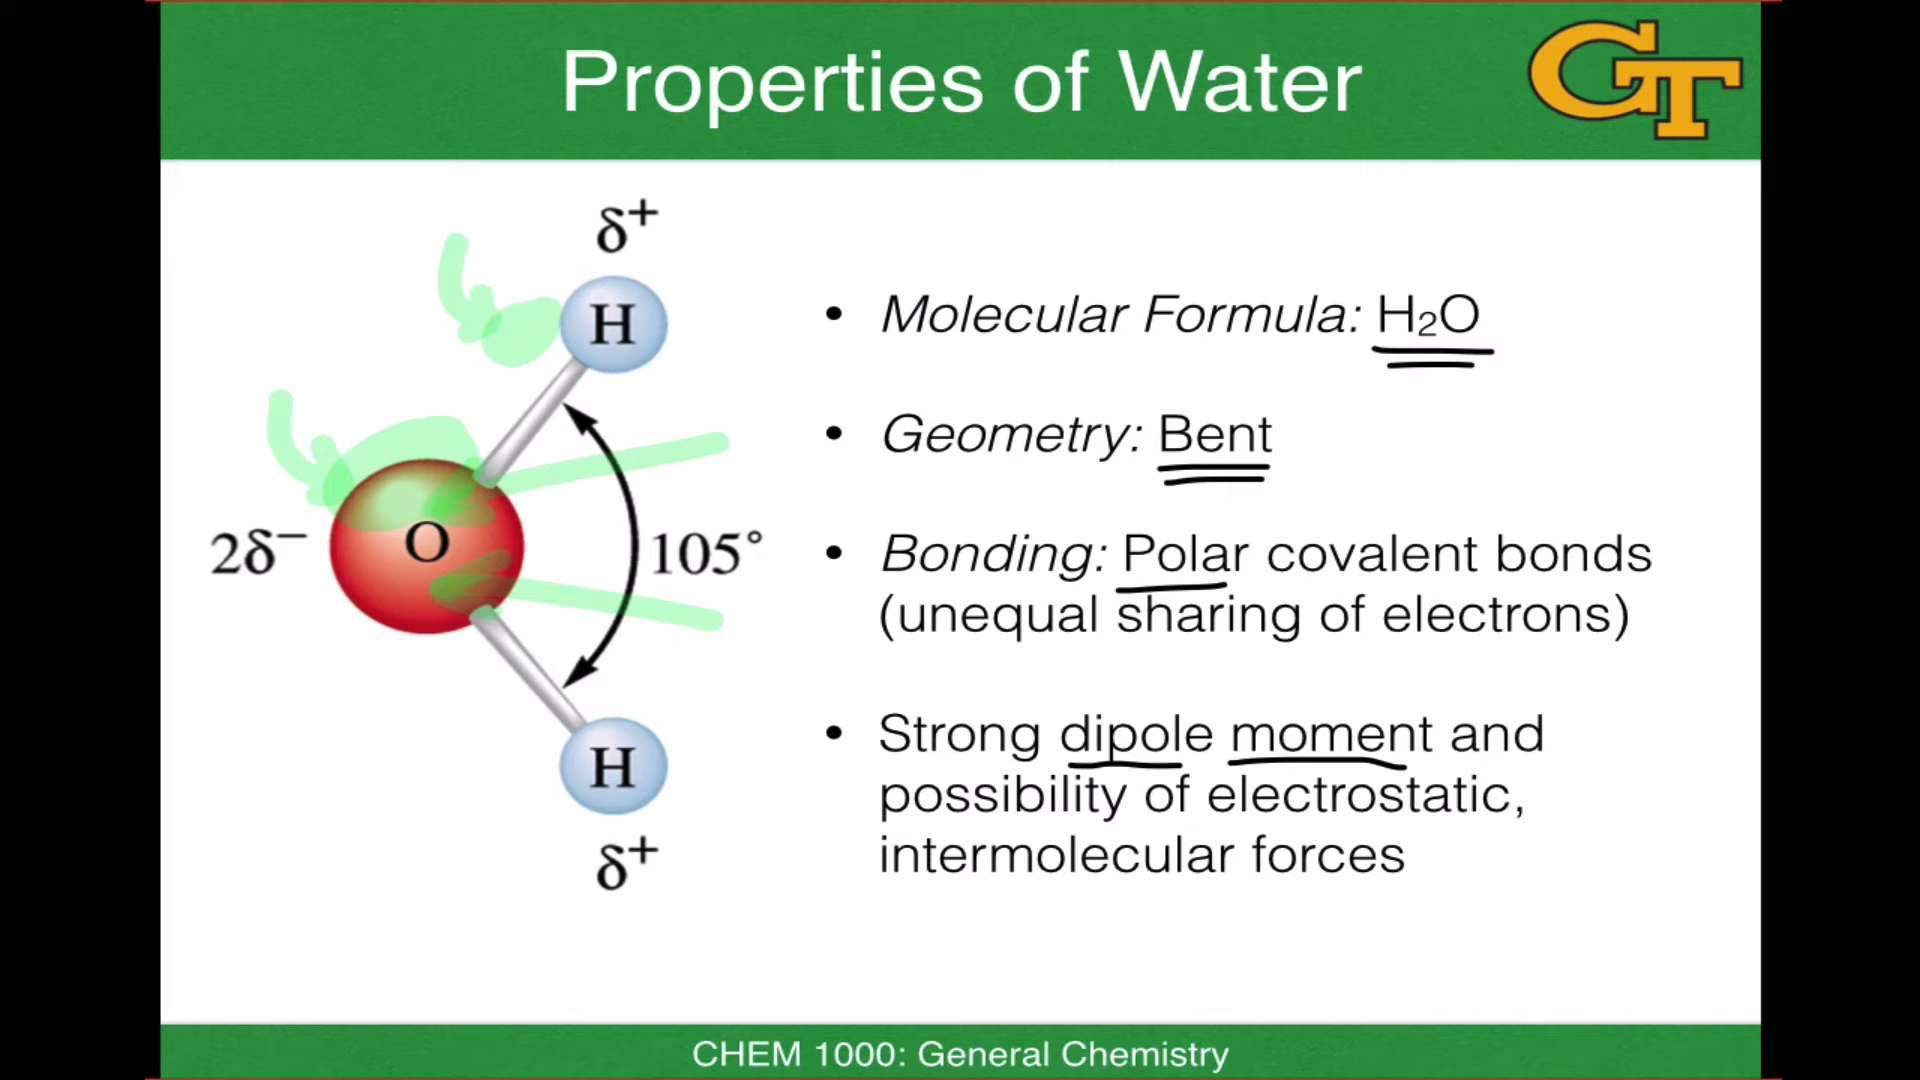 Properties of Water
GT
δ+
H
O
2δ−
105°
H
δ+
• Molecular Formula: H₂O
• Geometry: Bent
• Bonding: Polar covalent bonds
(unequal sharing of electrons)
• Strong dipole moment and
possibility of electrostatic,
intermolecular forces
CHEM 1000: General Chemistry